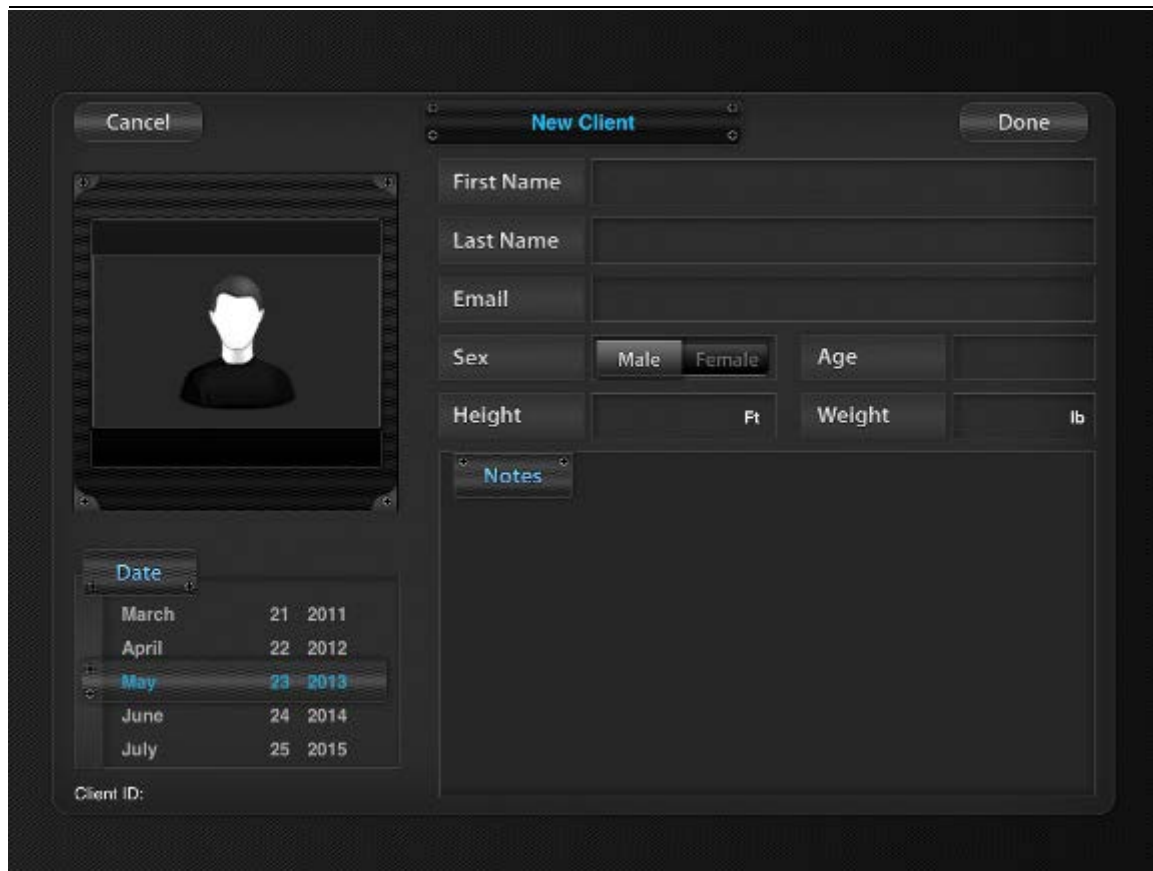 Cancel
New Client
Done
First Name
Last Name
Email
Sex
Male Female
Age
Height
Ft
Weight
lb
Notes
Date
March 21 2011
April 22 2012
May 23 2013
June 24 2014
July 25 2015
Client ID: